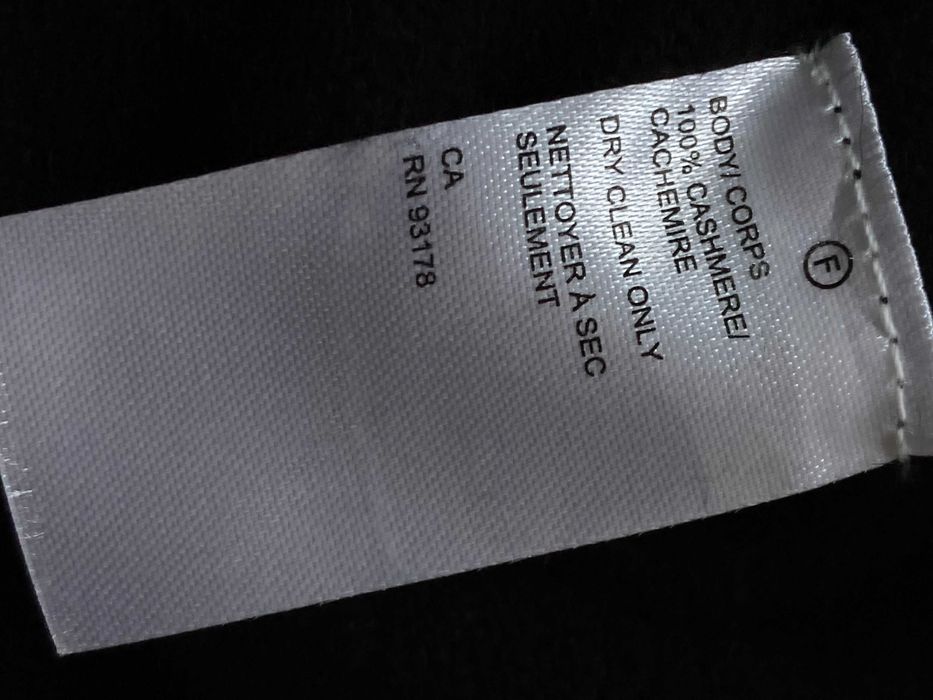 F
BODY/ CORPS
100% CASHMERE/
CACHEMIRE
DRY CLEAN ONLY
NETTOYER À SEC
SEULEMENT
CA
RN 93178